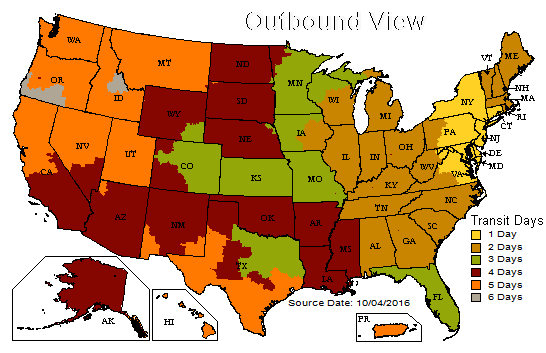 Outbound View
WA
MT
ND
MN
ME
VT
OR
ID
SD
WI
MI
NY
NH
MA
WY
IA
PA
RI
CT
NJ
NV
UT
NE
IL
IN
OH
DE
MD
CA
CO
KS
MO
WV
VA
KY
NC
TN
AZ
NM
OK
AR
SC
MS
AL
GA
TX
LA
FL
AK
HI
PR
Transit Days
1 Day
2 Days
3 Days
4 Days
5 Days
6 Days
Source Date: 10/04/2016